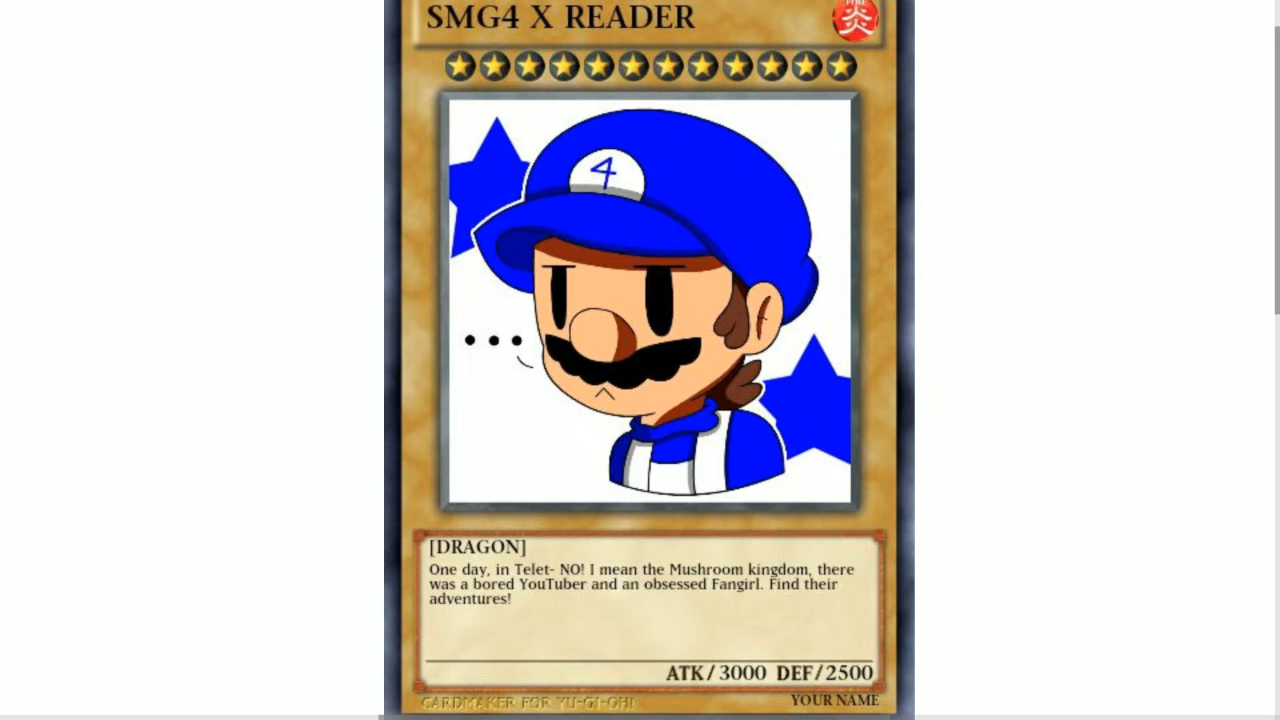 SMG4 X READER
炎
4
[DRAGON]
One day, in Telet- NO! I mean the Mushroom kingdom, there
was a bored YouTuber and an obsessed Fangirl. Find their
adventures!
ATK/3000 DEF/2500
CARDMAKER FOR YU-GI-OH!
YOUR NAME